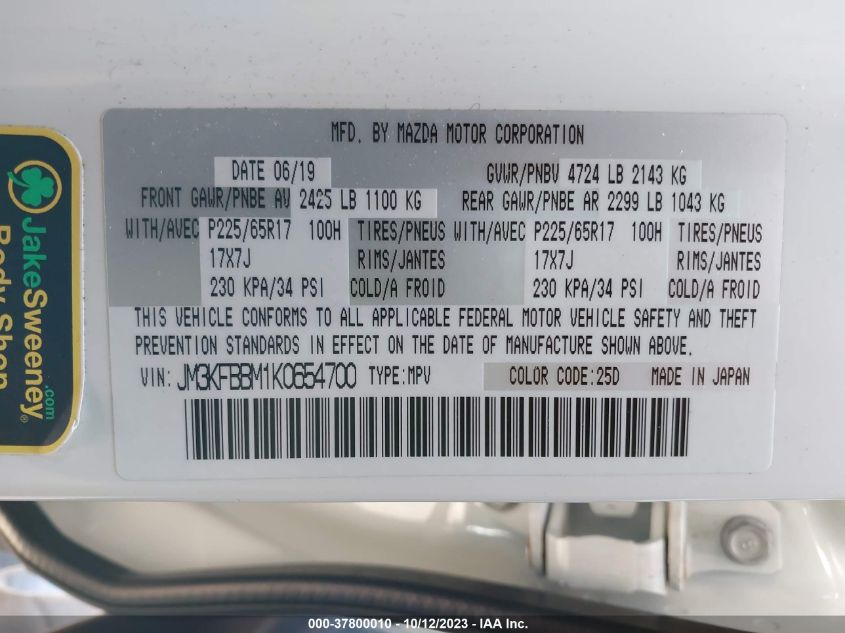 MFD. BY MAZDA MOTOR CORPORATION
DATE 06/19 GVWR/PNBV 4724 LB 2143 KG
FRONT GAWR/PNBE AV 2425 LB 1100 KG REAR GAWR/PNBE AR 2299 LB 1043 KG
WITH/AVEC P225/65R17 100H TIRES/PNEUS WITH/AVEC P225/65R17 100H TIRES/PNEUS
17X7J RIMS/JANTES 17X7J RIMS/JANTES
230 KPA/34 PSI COLD/A FROID 230 KPA/34 PSI COLD/A FROID
THIS VEHICLE CONFORMS TO ALL APPLICABLE FEDERAL MOTOR VEHICLE SAFETY AND THEFT
PREVENTION STANDARDS IN EFFECT ON THE DATE OF MANUFACTURE SHOWN ABOVE.
VIN: JM3KFBBM1K0654700 TYPE:MPV COLOR CODE:25D MADE IN JAPAN
JakeSweeney.com
Body Shop
000-37800010 - 10/12/2023 - IAA Inc.